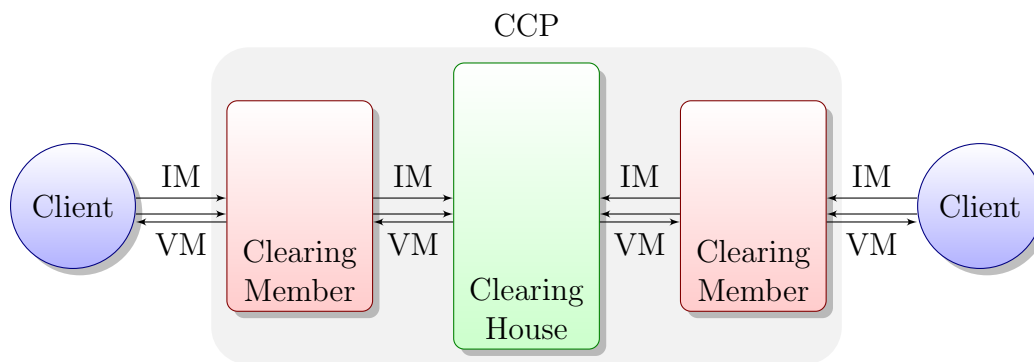 CCP
IM
IM
IM
IM
Client
Client
VM
VM
VM
VM
Clearing
Member
Clearing
House
Clearing
Member